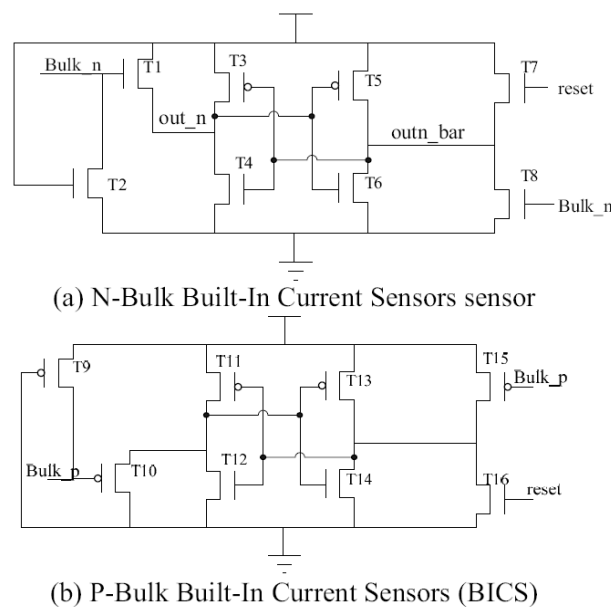 Bulk_n T1 T3 T5 T7
reset
out_n outn_bar
T2 T4 T6 T8
Bulk_n
(a) N-Bulk Built-In Current Sensors sensor
T9 T11 T13 T15
Bulk_p
Bulk_p T10 T12 T14 T16
reset
(b) P-Bulk Built-In Current Sensors (BICS)